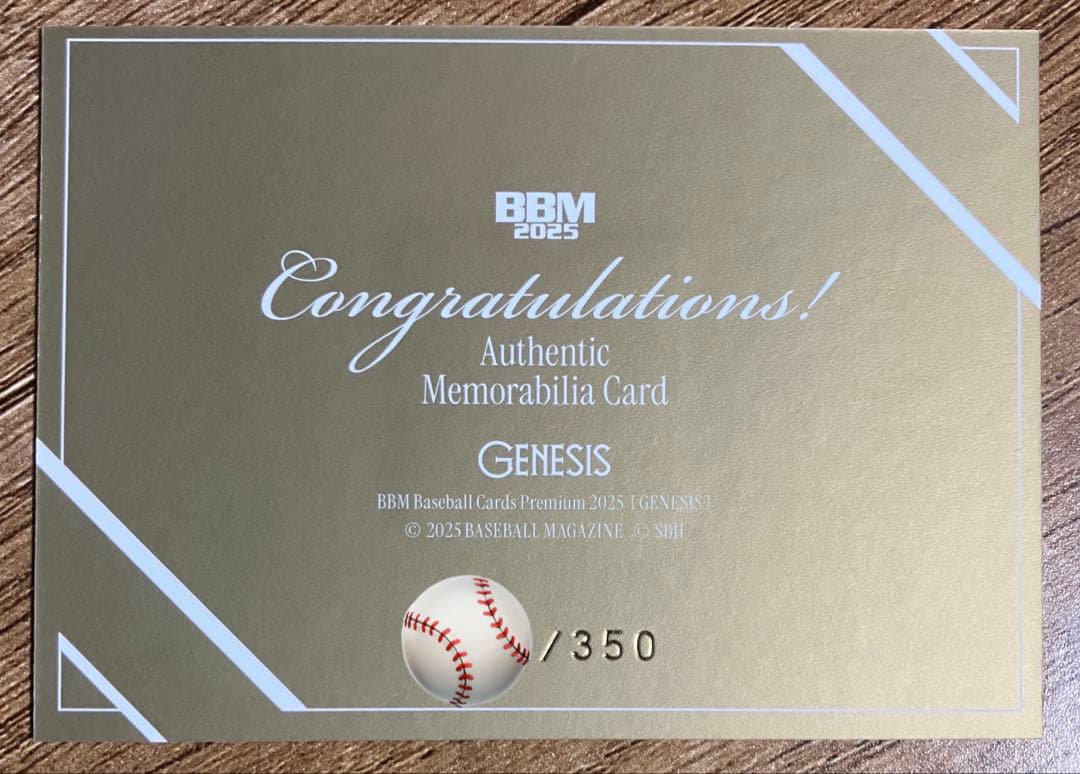 BBM
2025
Congratulations!
Authentic
Memorabilia Card
GENESIS
BBM Baseball Cards Premium 2025 [GENESIS]
© 2025 BASEBALL MAGAZINE © SBH
/350